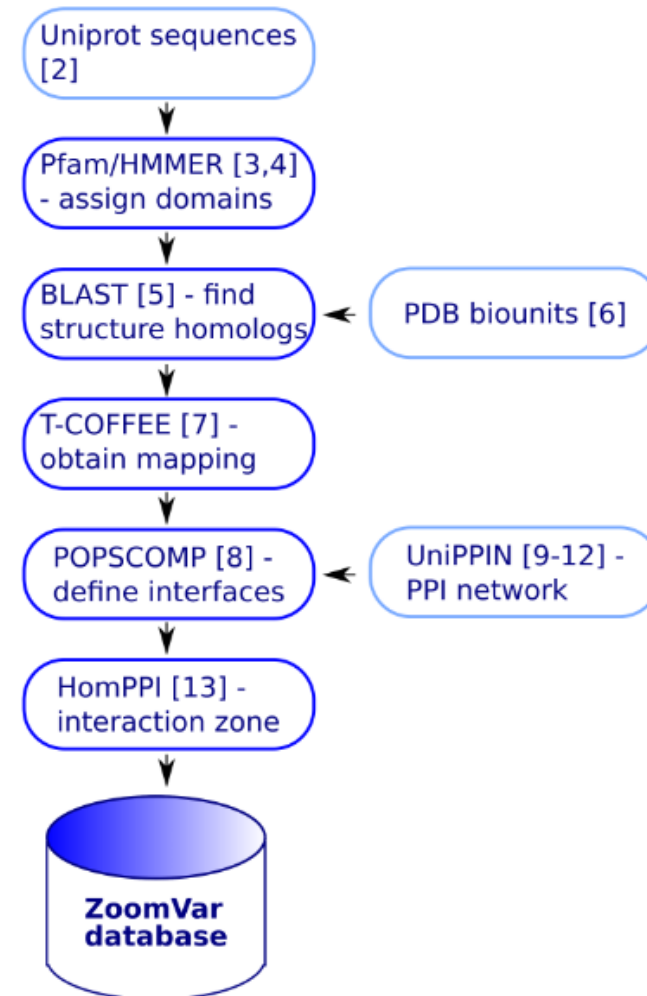 Uniprot sequences
[2]
Pfam/HMMER [3,4]
- assign domains
BLAST [5] - find
structure homologs
PDB biounits [6]
T-COFFEE [7] -
obtain mapping
POPSCOMP [8] -
define interfaces
UniPPIN [9-12] -
PPI network
HomPPI [13] -
interaction zone
ZoomVar
database